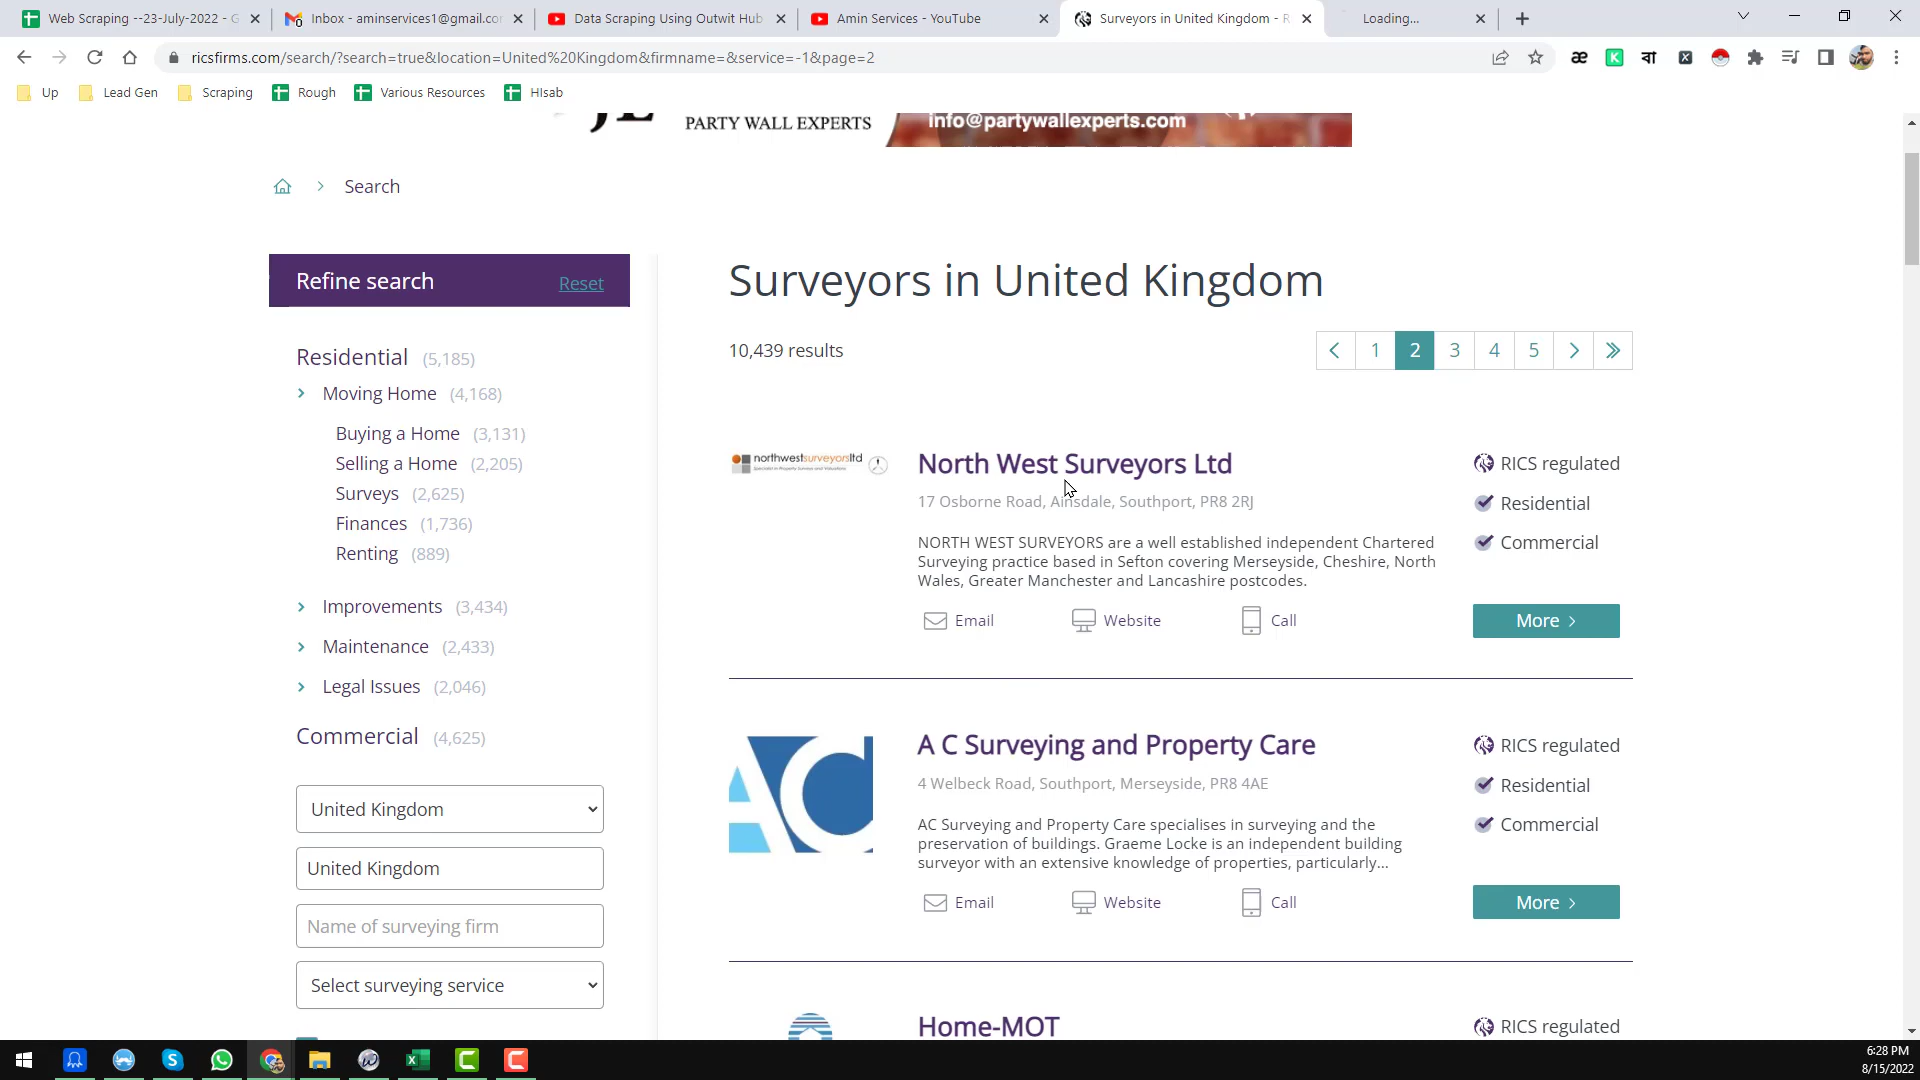 Web Scraping --23-July-2022 - G
Inbox - aminservices1@gmail.co
Data Scraping Using Outwit Hub
Amin Services - YouTube
Surveyors in United Kingdom - R
Loading...
ricsfirms.com/search/?search=true&location=United%20Kingdom&firmname=&service=-1&page=2
Up
Lead Gen
Scraping
Rough
Various Resources
HIsab
PARTY WALL EXPERTS
info@partywallexperts.com
Search
Refine search
Reset
Residential (5,185)
Moving Home (4,168)
Buying a Home (3,131)
Selling a Home (2,205)
Surveys (2,625)
Finances (1,736)
Renting (889)
Improvements (3,434)
Maintenance (2,433)
Legal Issues (2,046)
Commercial (4,625)
United Kingdom
United Kingdom
Name of surveying firm
Select surveying service
Surveyors in United Kingdom
10,439 results
1 2 3 4 5
northwestsurveyorsltd
North West Surveyors Ltd
17 Osborne Road, Ainsdale, Southport, PR8 2RJ
NORTH WEST SURVEYORS are a well established independent Chartered
Surveying practice based in Sefton covering Merseyside, Cheshire, North
Wales, Greater Manchester and Lancashire postcodes.
Email
Website
Call
RICS regulated
Residential
Commercial
More
AC
A C Surveying and Property Care
4 Welbeck Road, Southport, Merseyside, PR8 4AE
AC Surveying and Property Care specialises in surveying and the
preservation of buildings. Graeme Locke is an independent building
surveyor with an extensive knowledge of properties, particularly...
Email
Website
Call
RICS regulated
Residential
Commercial
More
Home-MOT
RICS regulated
6:28 PM
8/15/2022